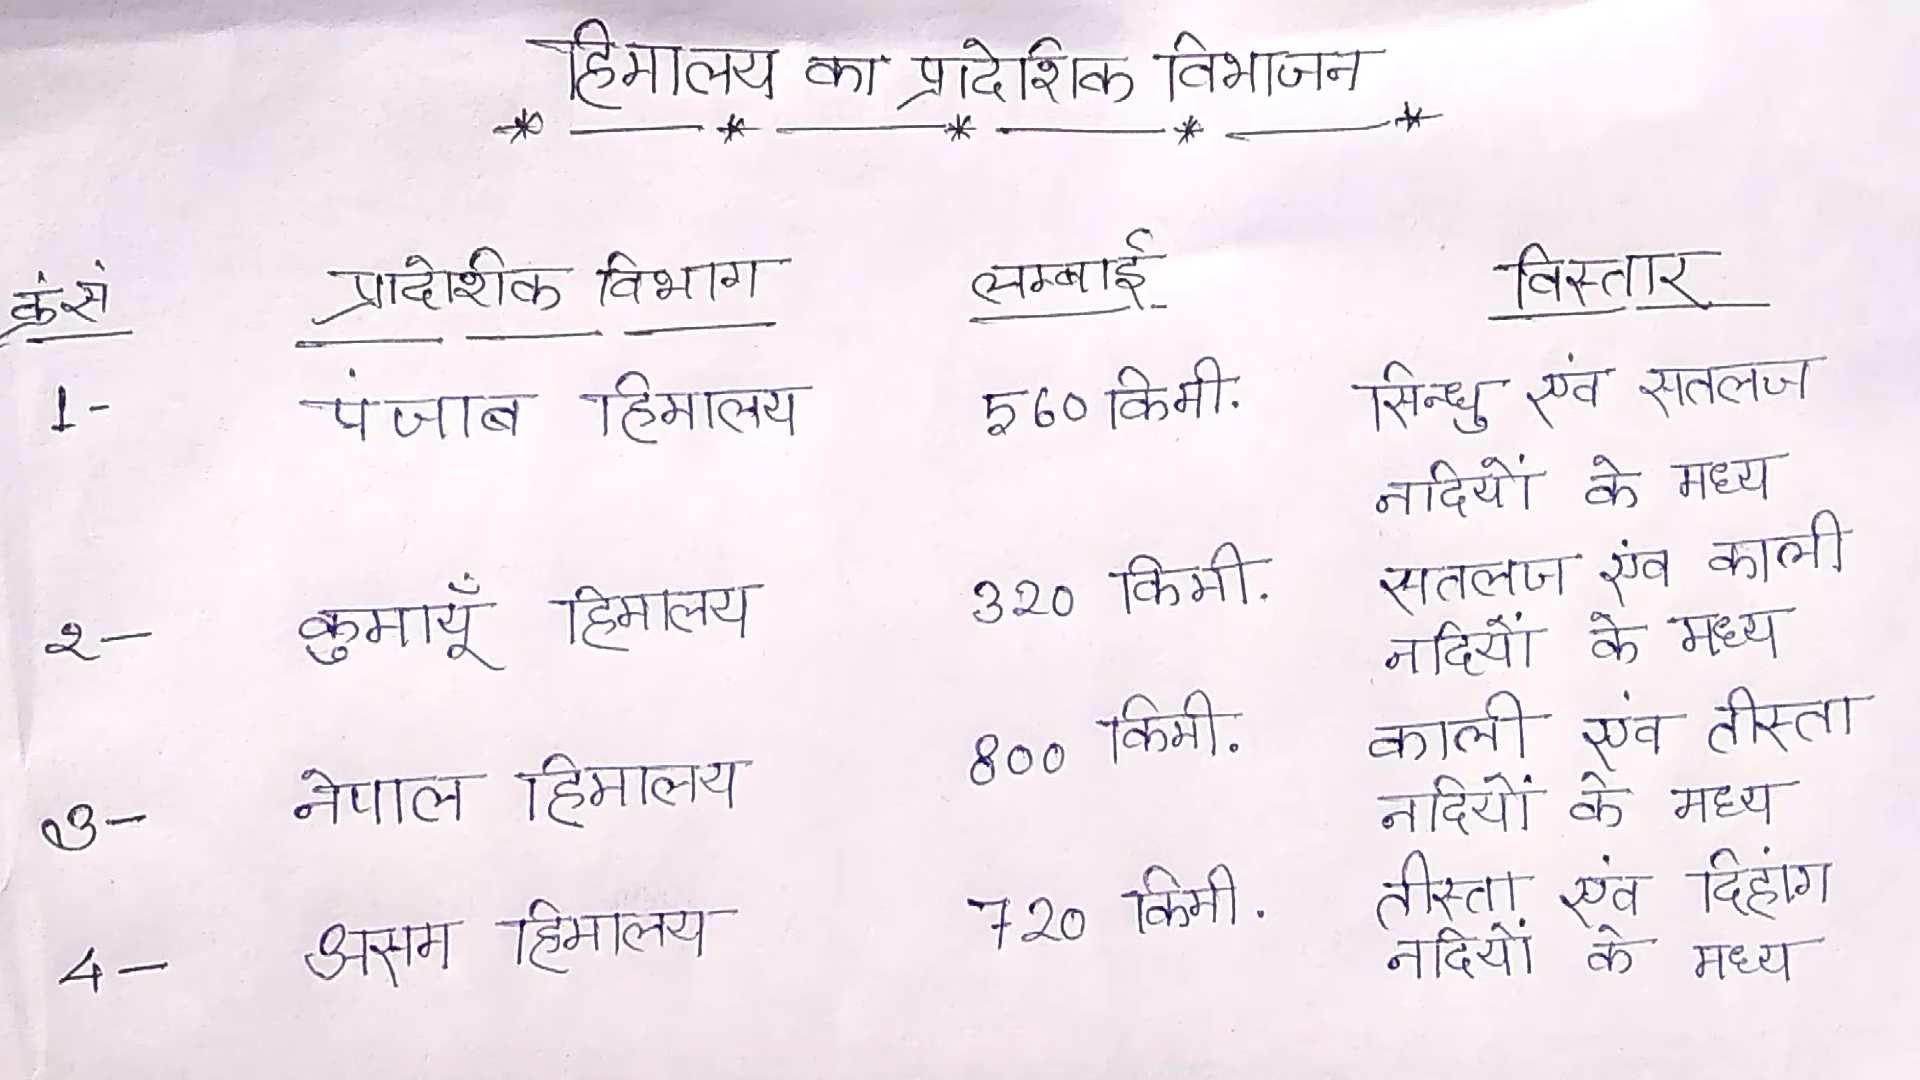 हिमालय का प्रादेशिक विभाजन
* — * — * — * — *
क्रं सं प्रादेशीक विभाग लम्बाई विस्तार
1- पंजाब हिमालय 560 किमी. सिन्धु एंव सतलज
नदियों के मध्य
२- कुमायूँ हिमालय 320 किमी. सतलज एंव काली
नदियों के मध्य
3- नेपाल हिमालय 800 किमी. काली एंव तीस्ता
नदियों के मध्य
4- असम हिमालय 720 किमी. तीस्ता एंव दिहांग
नदियों के मध्य